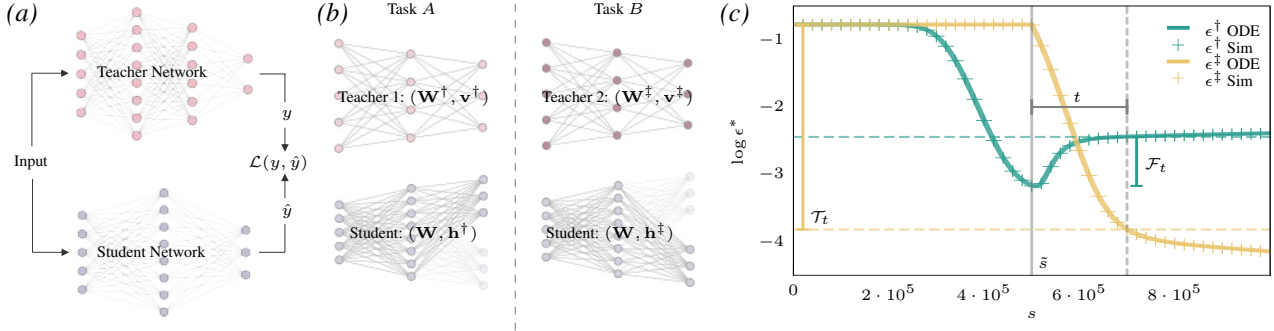 (a)
Teacher Network
Input
y
ℒ(y, ŷ)
ŷ
Student Network
(b)
Task A
Task B
Teacher 1: (W†, v†)
Teacher 2: (W‡, v‡)
Student: (W, h†)
Student: (W, h‡)
(c)
log ϵ*
−1
−2
−3
−4
ϵ† ODE
ϵ† Sim
ϵ‡ ODE
ϵ‡ Sim
t
ℱt
𝒯t
s̃
0
2 · 10⁵
4 · 10⁵
6 · 10⁵
8 · 10⁵
s